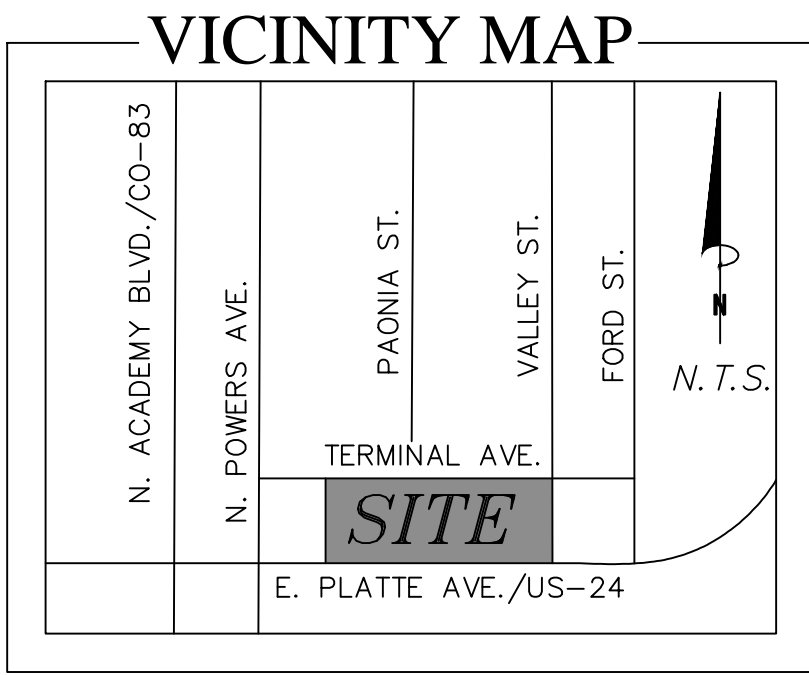 VICINITY MAP
N. ACADEMY BLVD./CO-83
N. POWERS AVE.
PAONIA ST.
VALLEY ST.
FORD ST.
N
N.T.S.
TERMINAL AVE.
SITE
E. PLATTE AVE./US-24